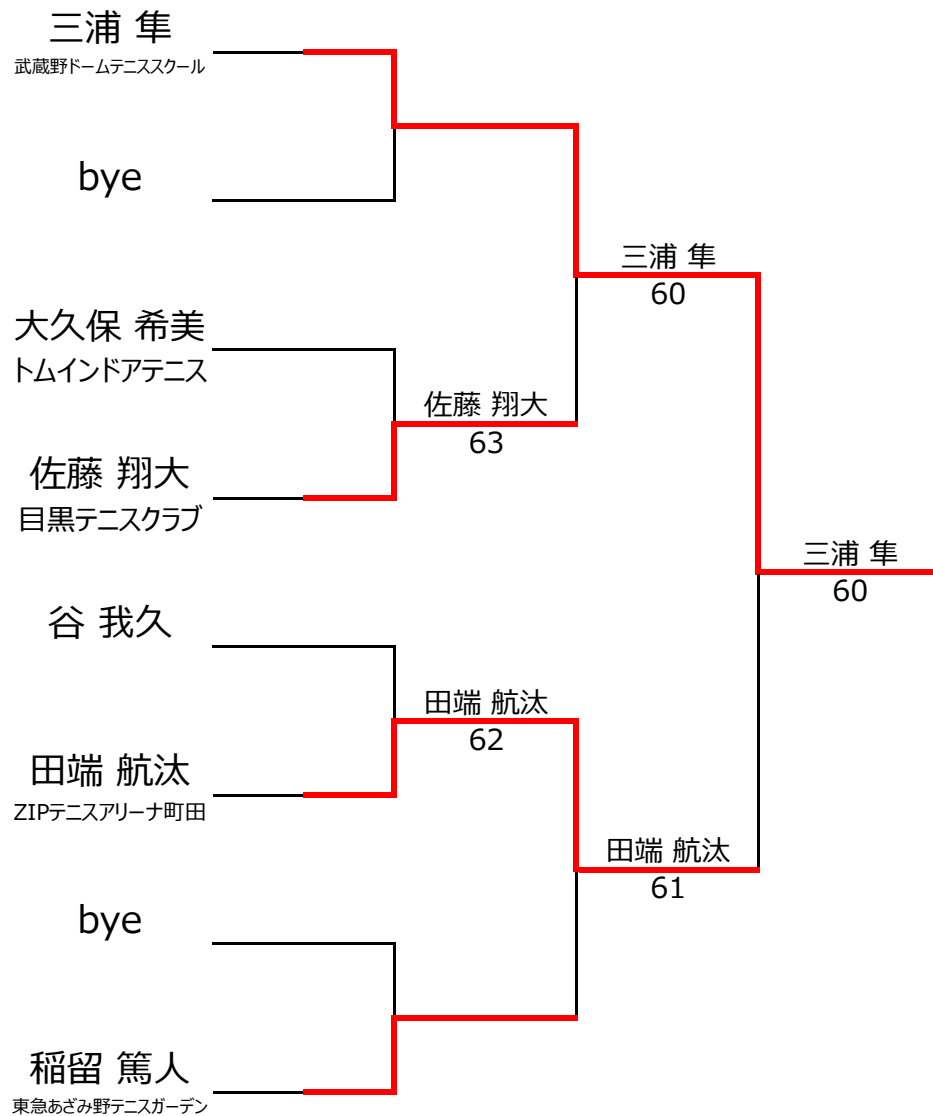 三浦 隼
武蔵野ドームテニススクール
bye
三浦 隼
60
大久保 希美
トムインドアテニス
佐藤 翔大
63
佐藤 翔大
目黒テニスクラブ
三浦 隼
60
谷 我久
田端 航汰
62
田端 航汰
ZIPテニスアリーナ町田
田端 航汰
61
bye
稲留 篤人
東急あざみ野テニスガーデン